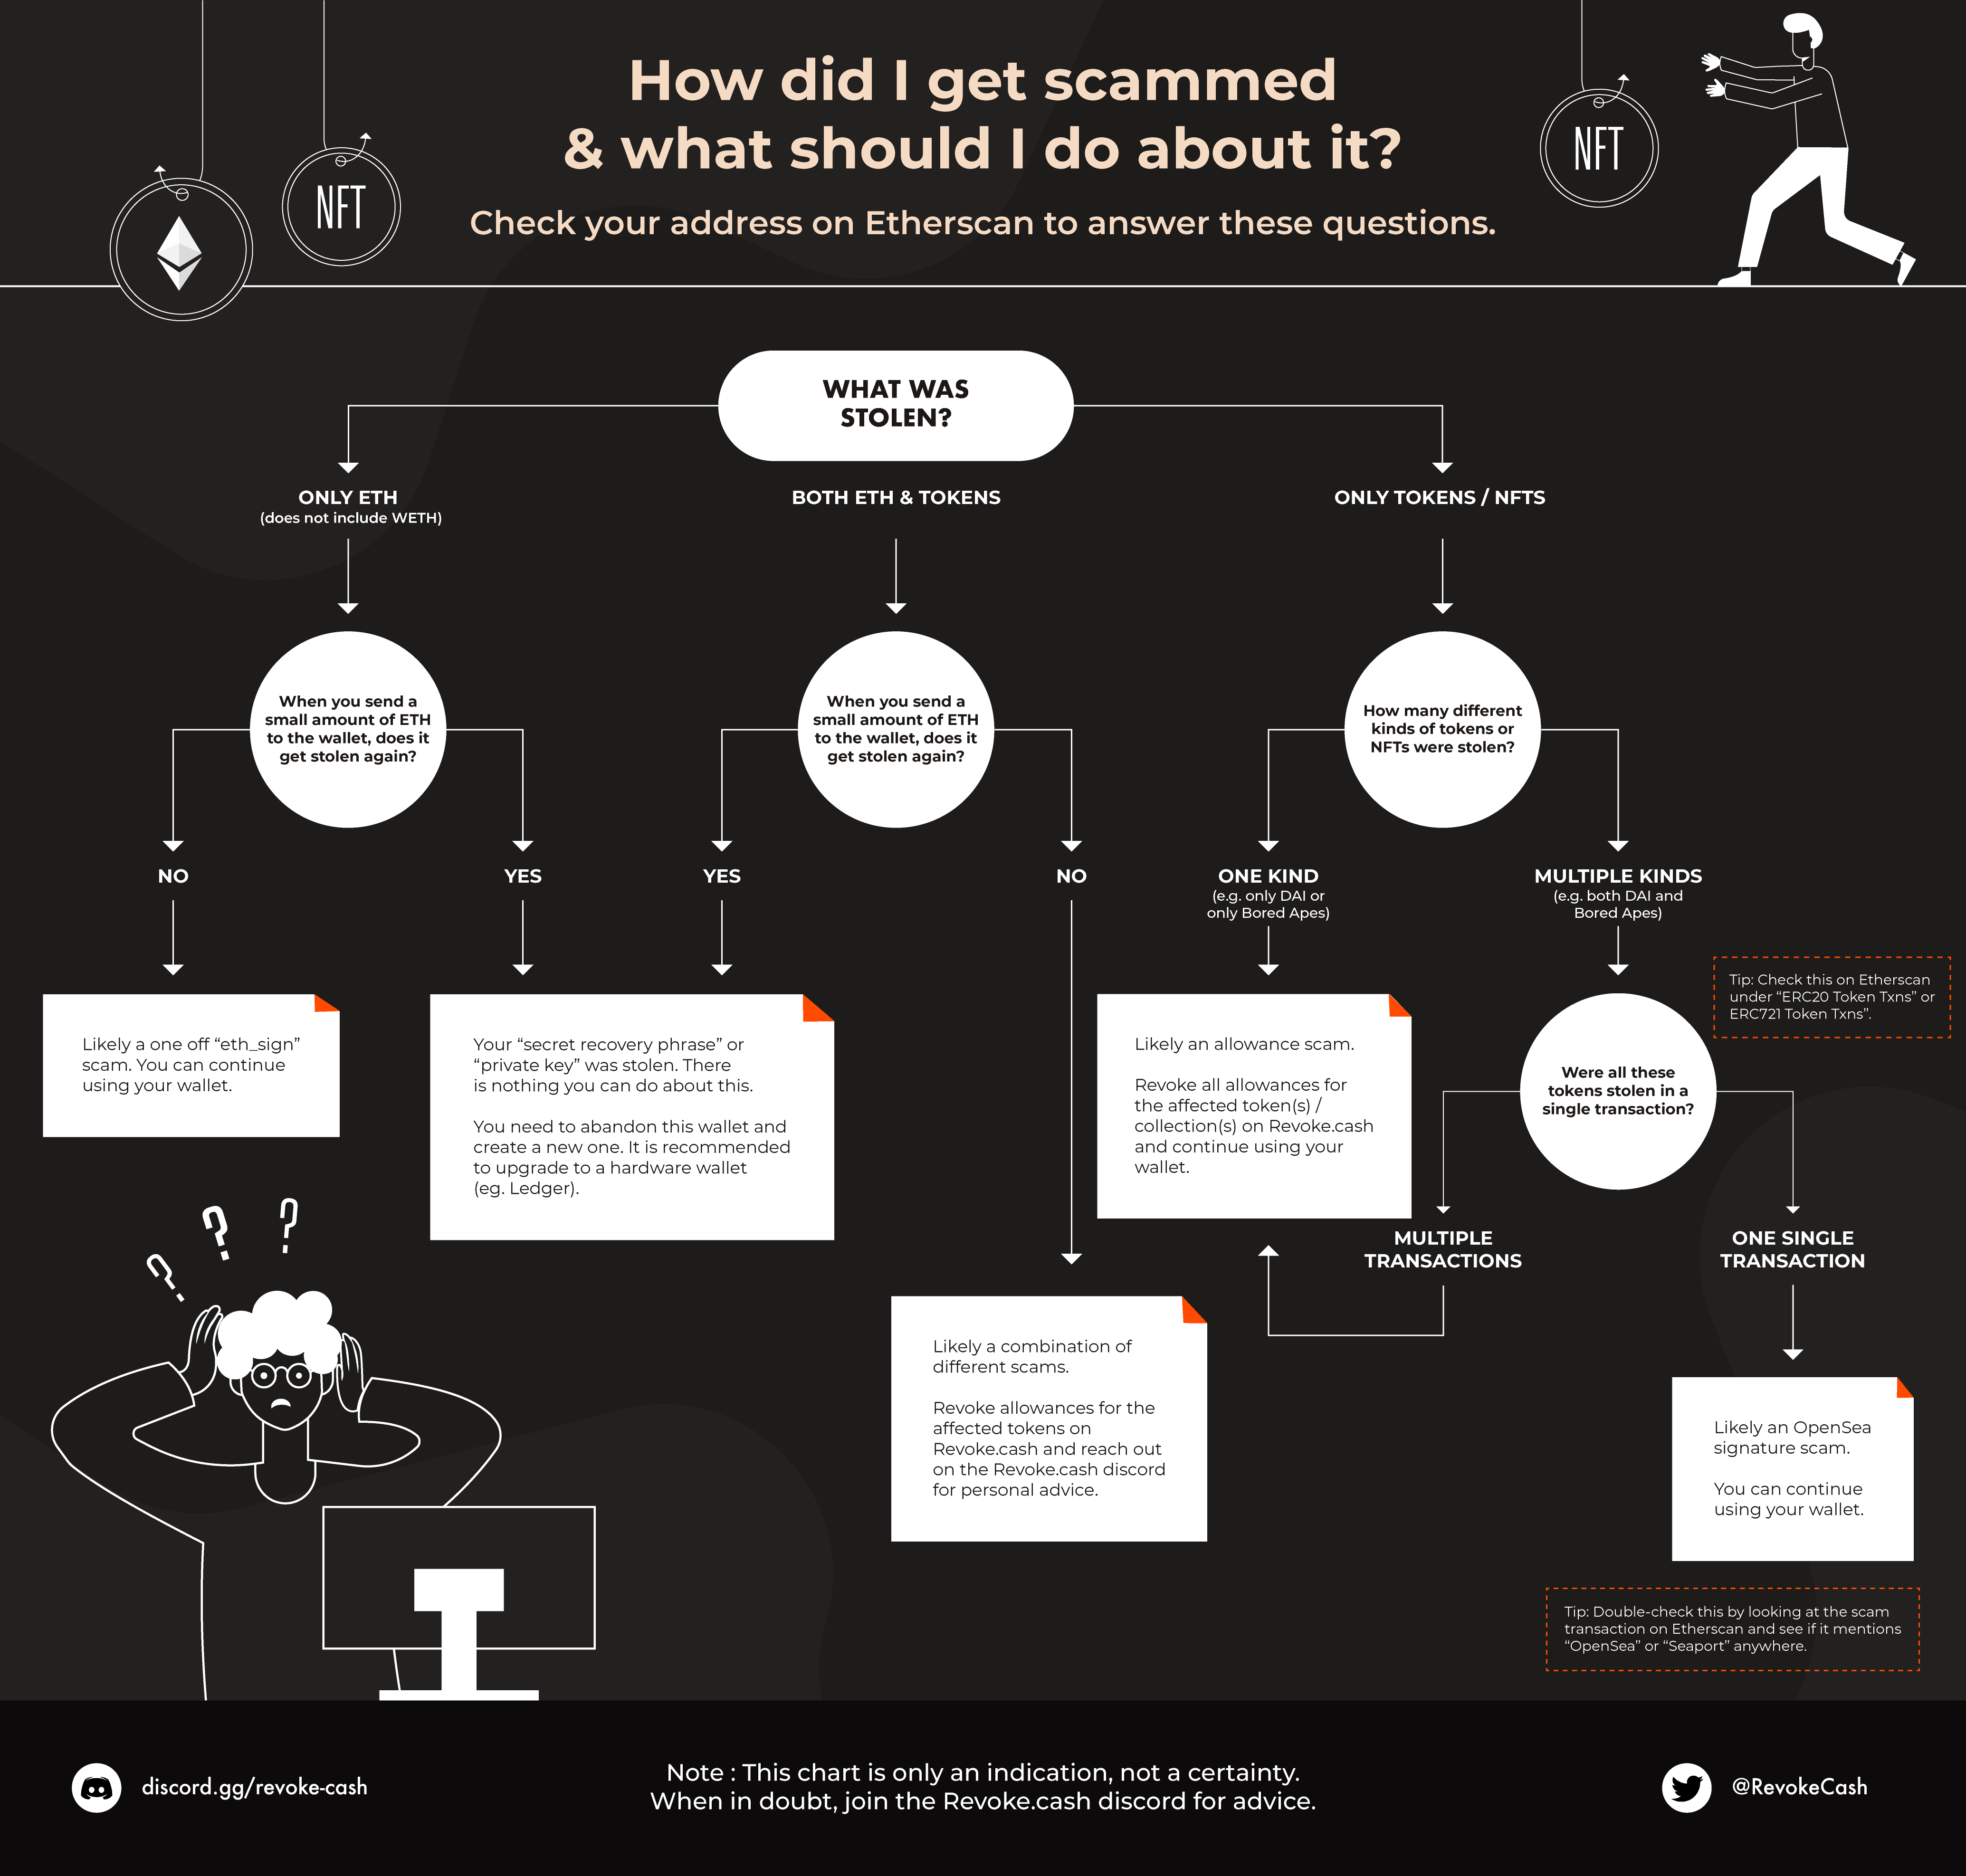 How did I get scammed
& what should I do about it?
Check your address on Etherscan to answer these questions.
NFT
NFT
WHAT WAS
STOLEN?
ONLY ETH
(does not include WETH)
BOTH ETH & TOKENS
ONLY TOKENS / NFTS
When you send a
small amount of ETH
to the wallet, does it
get stolen again?
When you send a
small amount of ETH
to the wallet, does it
get stolen again?
How many different
kinds of tokens or
NFTs were stolen?
NO
YES
YES
NO
ONE KIND
(e.g. only DAI or
only Bored Apes)
MULTIPLE KINDS
(e.g. both DAI and
Bored Apes)
Tip: Check this on Etherscan
under “ERC20 Token Txns” or
ERC721 Token Txns”.
Likely a one off “eth_sign”
scam. You can continue
using your wallet.
Your “secret recovery phrase” or
“private key” was stolen. There
is nothing you can do about this.
You need to abandon this wallet and
create a new one. It is recommended
to upgrade to a hardware wallet
(eg. Ledger).
Likely an allowance scam.
Revoke all allowances for
the affected token(s) /
collection(s) on Revoke.cash
and continue using your
wallet.
Were all these
tokens stolen in a
single transaction?
MULTIPLE
TRANSACTIONS
ONE SINGLE
TRANSACTION
? ? ?
Likely a combination of
different scams.
Revoke allowances for the
affected tokens on
Revoke.cash and reach out
on the Revoke.cash discord
for personal advice.
Likely an OpenSea
signature scam.
You can continue
using your wallet.
Tip: Double-check this by looking at the scam
transaction on Etherscan and see if it mentions
“OpenSea” or “Seaport” anywhere.
discord.gg/revoke-cash
Note : This chart is only an indication, not a certainty.
When in doubt, join the Revoke.cash discord for advice.
@RevokeCash